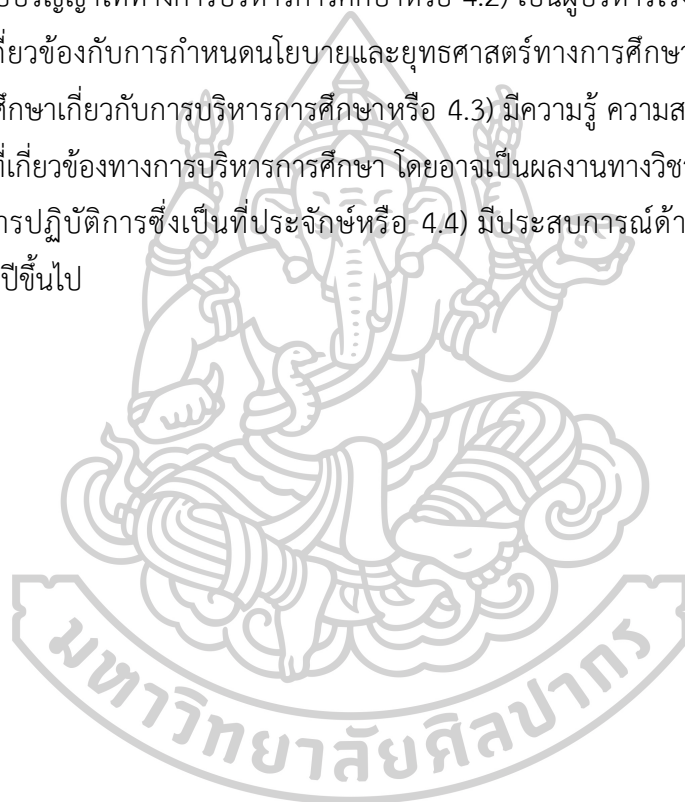 ปริญญาโททางการบริหารการศึกษาหรือ 4.2) เป็นผู้บริหาร
กี่ยวข้องกับการกำหนดนโยบายและยุทธศาสตร์ทางการศึกษา
ศึกษาเกี่ยวกับการบริหารการศึกษาหรือ 4.3) มีความรู้ ความส
ที่เกี่ยวข้องทางการบริหารการศึกษา โดยอาจเป็นผลงานทางวิชา
ารปฏิบัติการซึ่งเป็นที่ประจักษ์หรือ 4.4) มีประสบการณ์ด้า
ปีขึ้นไป
มหาวิทยาลัยศิลปากร